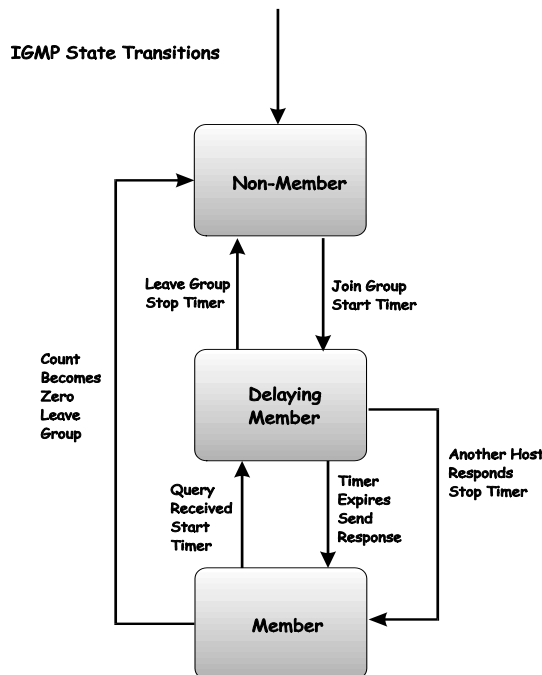 IGMP State Transitions
Non-Member
Leave Group
Stop Timer
Join Group
Start Timer
Count
Becomes
Zero
Leave
Group
Delaying
Member
Another Host
Responds
Stop Timer
Query
Received
Start
Timer
Timer
Expires
Send
Response
Member